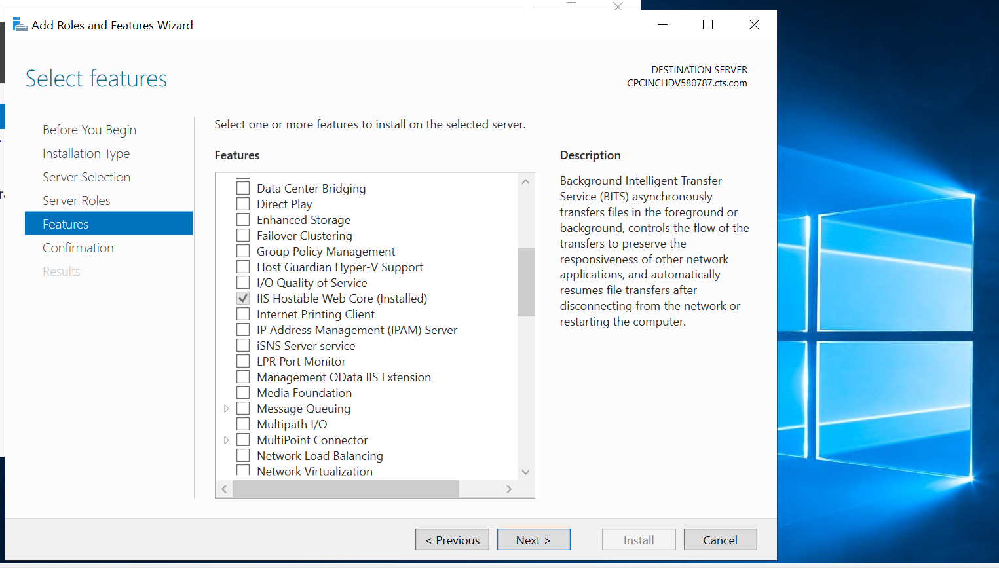 Add Roles and Features Wizard
Select features
DESTINATION SERVER
CPCINCHDV580787.cts.com
Before You Begin
Installation Type
Server Selection
Server Roles
Features
Confirmation
Results
Select one or more features to install on the selected server.
Features
Data Center Bridging
Direct Play
Enhanced Storage
Failover Clustering
Group Policy Management
Host Guardian Hyper-V Support
I/O Quality of Service
IIS Hostable Web Core (Installed)
Internet Printing Client
IP Address Management (IPAM) Server
iSNS Server service
LPR Port Monitor
Management OData IIS Extension
Media Foundation
Message Queuing
Multipath I/O
MultiPoint Connector
Network Load Balancing
Network Virtualization
Description
Background Intelligent Transfer
Service (BITS) asynchronously
transfers files in the foreground or
background, controls the flow of the
transfers to preserve the
responsiveness of other network
applications, and automatically
resumes file transfers after
disconnecting from the network or
restarting the computer.
< Previous
Next >
Install
Cancel